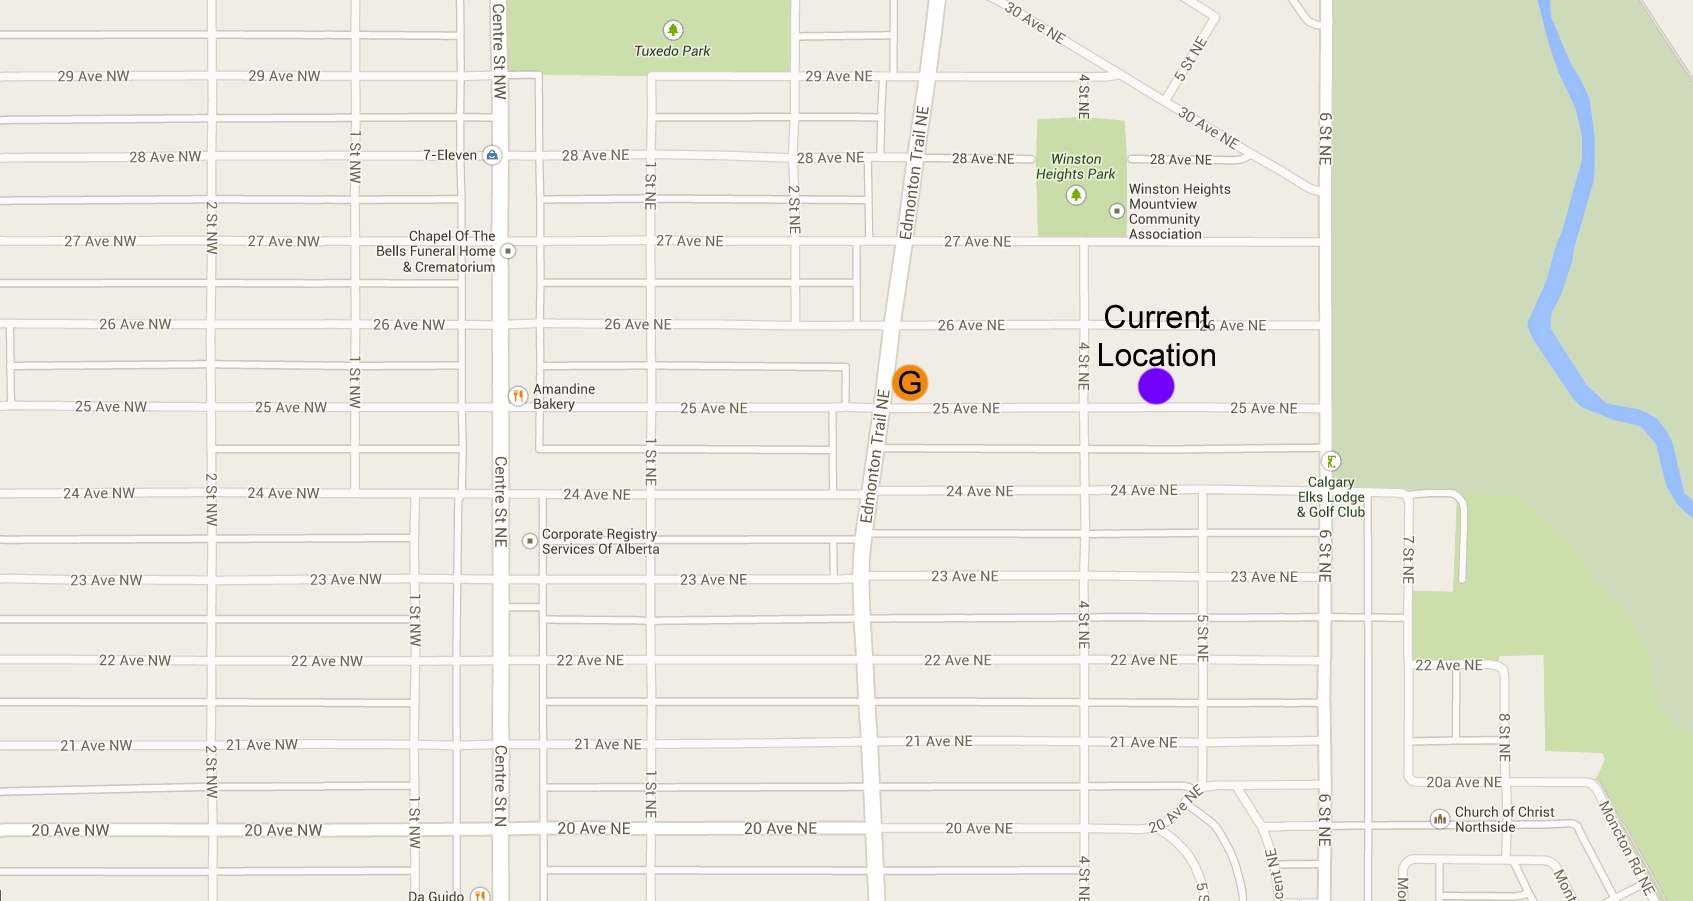 30 Ave NE
Centre St NW
Tuxedo Park
5 St NE
29 Ave NW
29 Ave NW
29 Ave NE
4 St NE
Edmonton Trail NE
30 Ave NE
6 St NE
1 St NW
28 Ave NW
7-Eleven
28 Ave NE
28 Ave NE
28 Ave NE
28 Ave NE
Winston
Heights Park
1 St NE
2 St NE
Winston Heights
Mountview
Community
Association
2 St NW
27 Ave NW
27 Ave NW
Chapel Of The
Bells Funeral Home
& Crematorium
27 Ave NE
27 Ave NE
26 Ave NW
26 Ave NW
26 Ave NE
26 Ave NE
26 Ave NE
Current
Location
1 St NW
4 St NE
G
Amandine
Bakery
25 Ave NW
25 Ave NW
25 Ave NE
25 Ave NE
25 Ave NE
Edmonton Trail NE
1 St NE
Centre St NE
2 St NW
24 Ave NW
24 Ave NW
24 Ave NE
24 Ave NE
24 Ave NE
Calgary
Elks Lodge
& Golf Club
Corporate Registry
Services Of Alberta
6 St NE
7 St NE
23 Ave NW
23 Ave NW
23 Ave NE
23 Ave NE
23 Ave NE
1 St NW
4 St NE
5 St NE
22 Ave NW
22 Ave NW
22 Ave NE
22 Ave NE
22 Ave NE
22 Ave NE
8 St NE
21 Ave NW
21 Ave NW
21 Ave NE
21 Ave NE
21 Ave NE
2 St NW
Centre St N
1 St NE
20a Ave NE
1 St NW
20 Ave NE
6 St NE
Moncton Rd NE
Church of Christ
Northside
20 Ave NW
20 Ave NW
20 Ave NE
20 Ave NE
20 Ave NE
4 St NE
5 S
cent NE
Mon
Mont
Da Guido